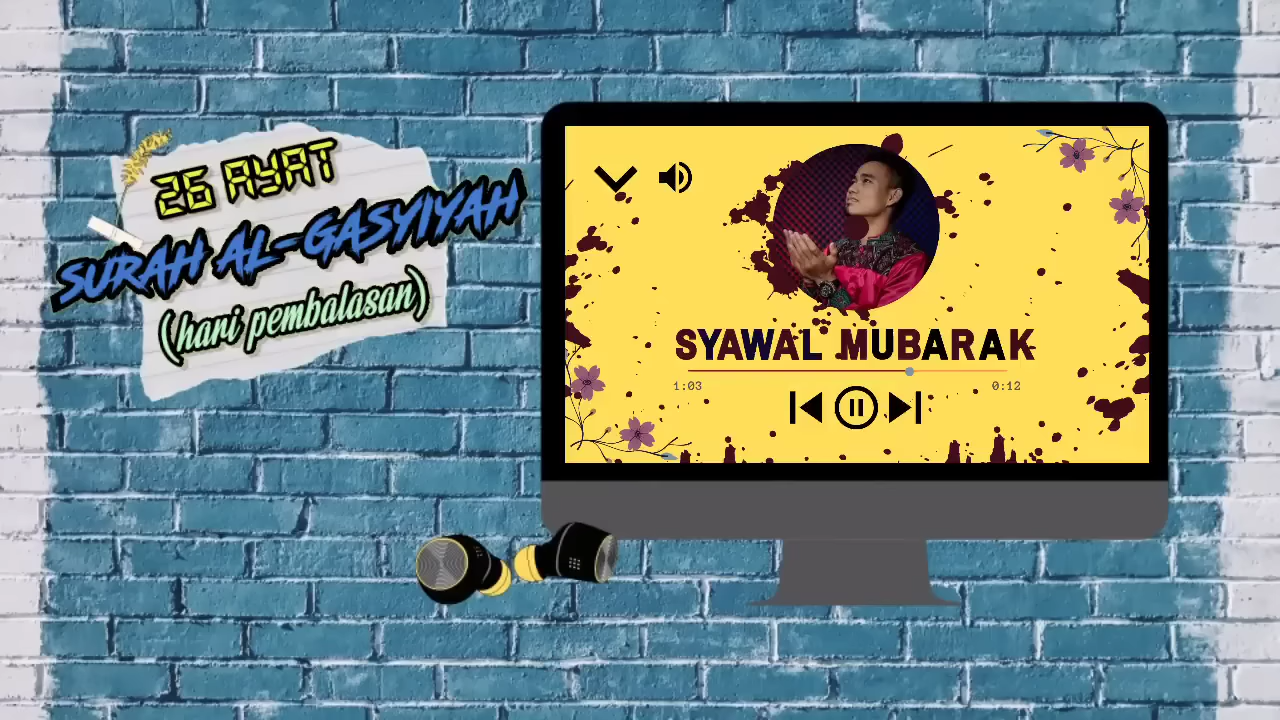 26 AYAT
SURAH AL-GASYIYAH
(hari pembalasan)
SYAWAL MUBARAK
1:03 0:12